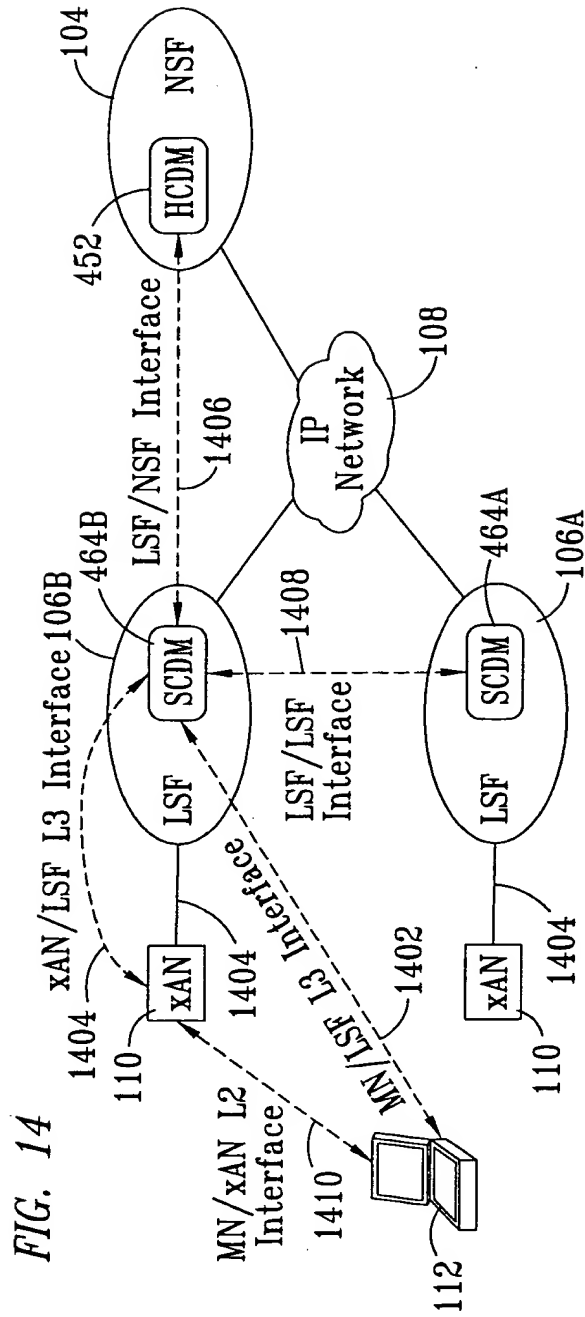 FIG. 14
104
NSF
HCDM
452
LSF/NSF Interface
1406
108
IP
Network
464B
106B
SCDM
LSF
xAN/LSF L3 Interface
1404
1404
xAN
110
1408
LSF/LSF
Interface
464A
106A
SCDM
LSF
1404
xAN
110
MN/LSF L3 Interface
1402
MN/xAN L2
Interface
1410
112